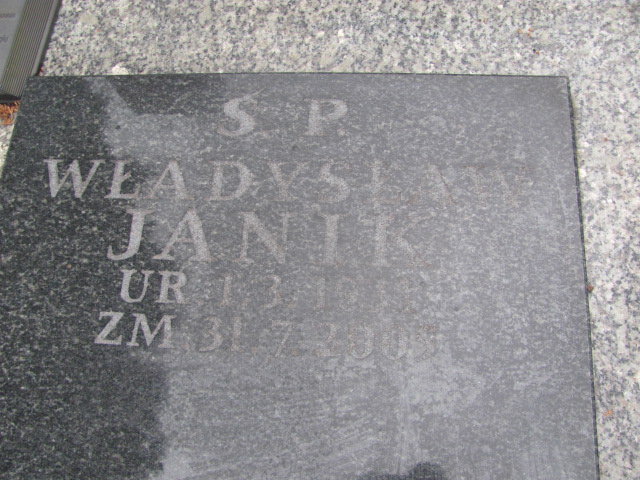 Ś. P.
WŁADYSŁAW
JANIK
UR. 1.3.
ZM. 31.7.